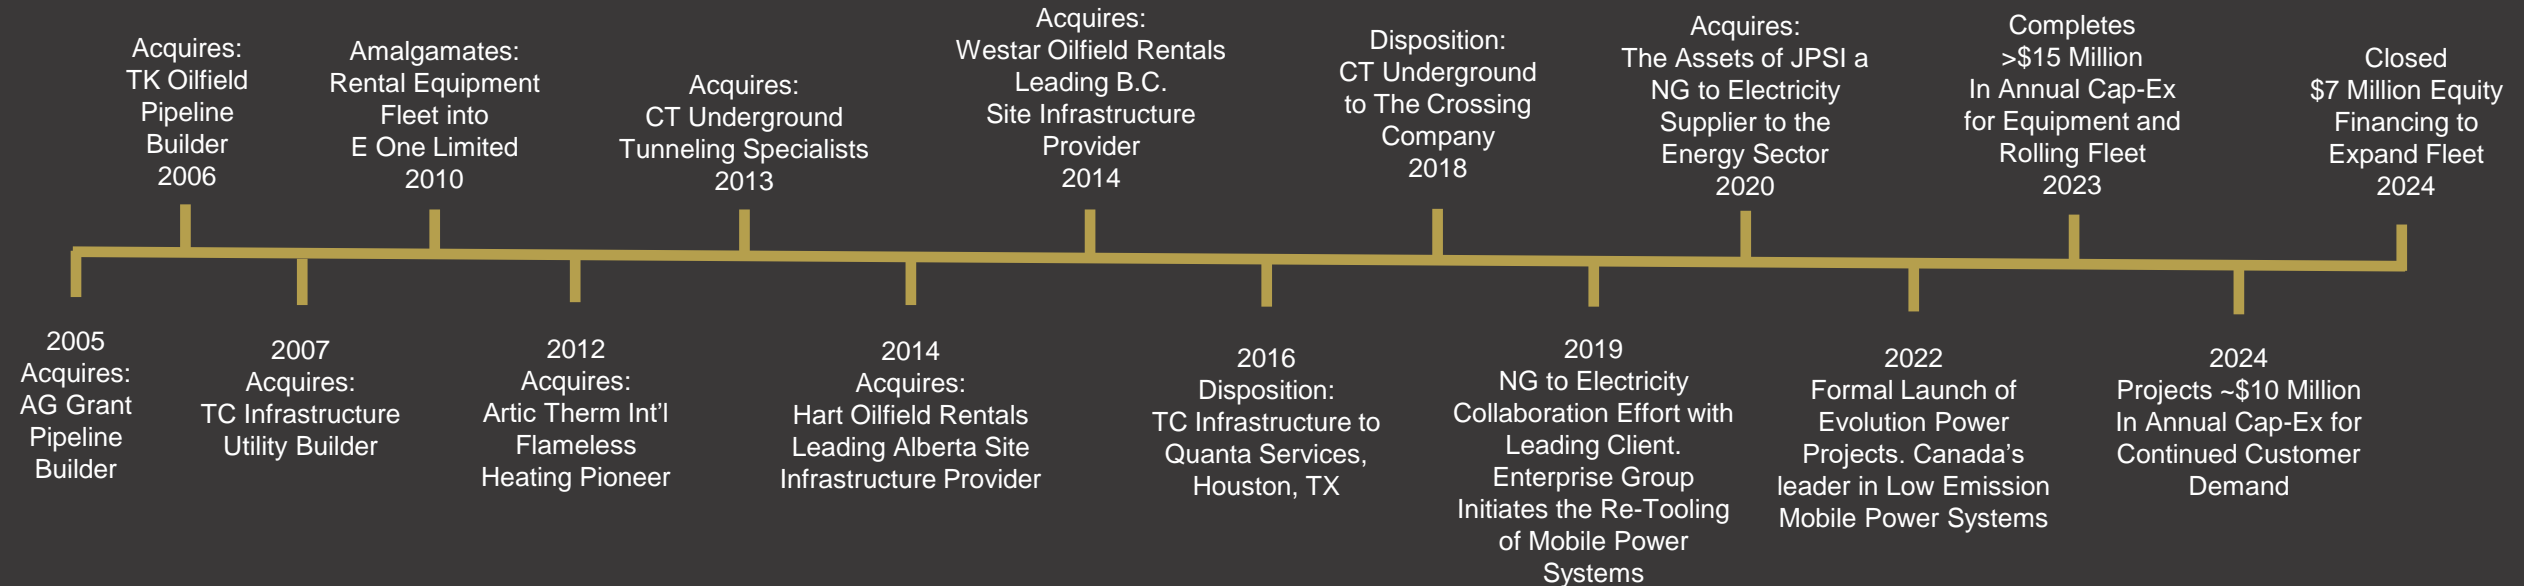 Acquires:
TK Oilfield
Pipeline
Builder
2006
Amalgamates:
Rental Equipment
Fleet into
E One Limited
2010
Acquires:
CT Underground
Tunneling Specialists
2013
Acquires:
Westar Oilfield Rentals
Leading B.C.
Site Infrastructure
Provider
2014
Disposition:
CT Underground
to The Crossing
Company
2018
Acquires:
The Assets of JPSI a
NG to Electricity
Supplier to the
Energy Sector
2020
Completes
>$15 Million
In Annual Cap-Ex
for Equipment and
Rolling Fleet
2023
Closed
$7 Million Equity
Financing to
Expand Fleet
2024
2005
Acquires:
AG Grant
Pipeline
Builder
2007
Acquires:
TC Infrastructure
Utility Builder
2012
Acquires:
Artic Therm Int’l
Flameless
Heating Pioneer
2014
Acquires:
Hart Oilfield Rentals
Leading Alberta Site
Infrastructure Provider
2016
Disposition:
TC Infrastructure to
Quanta Services,
Houston, TX
2019
NG to Electricity
Collaboration Effort with
Leading Client.
Enterprise Group
Initiates the Re-Tooling
of Mobile Power
Systems
2022
Formal Launch of
Evolution Power
Projects. Canada’s
leader in Low Emission
Mobile Power Systems
2024
Projects ~$10 Million
In Annual Cap-Ex for
Continued Customer
Demand